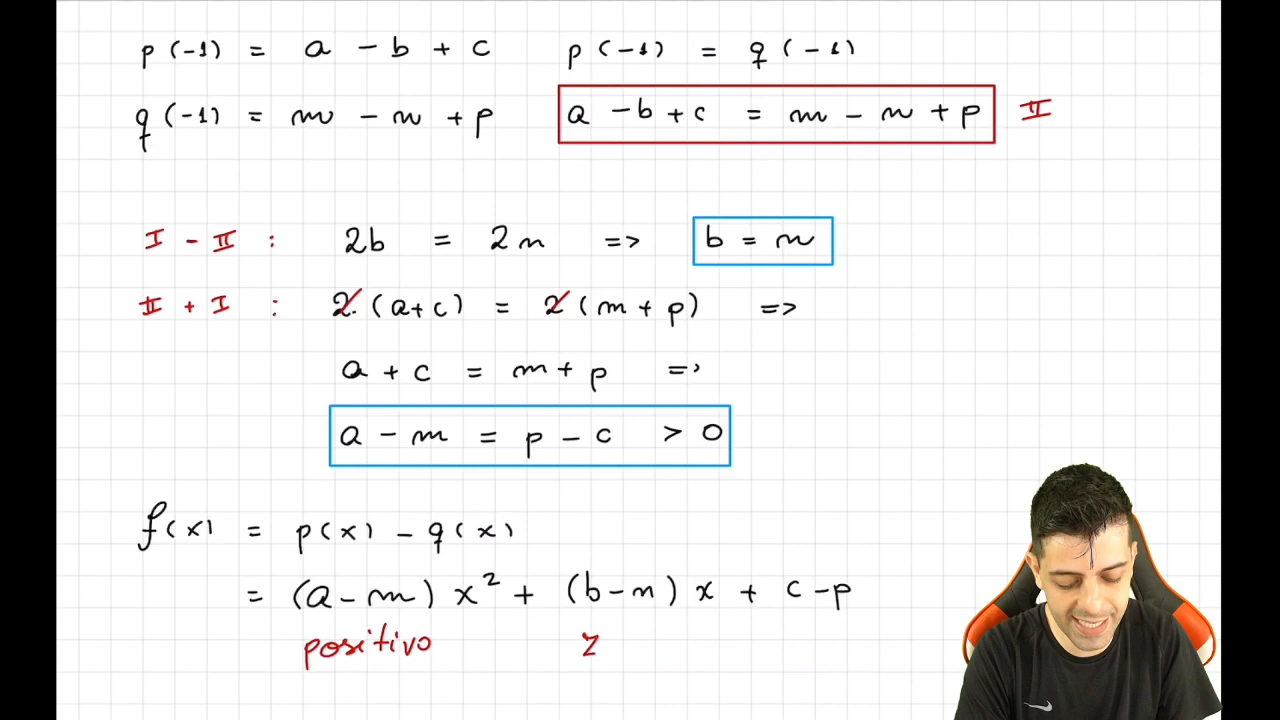 p(-1) = a - b + c    p(-1) = q(-1)
q(-1) = m - n + p    a - b + c = m - n + p    II
I - II : 2b = 2n => b = n
II + I : 2·(a+c) = 2(m + p) =>
a + c = m + p =>
a - m = p - c > 0
f(x) = p(x) - q(x)
= (a - m) x² + (b - n) x + c - p
positivo z